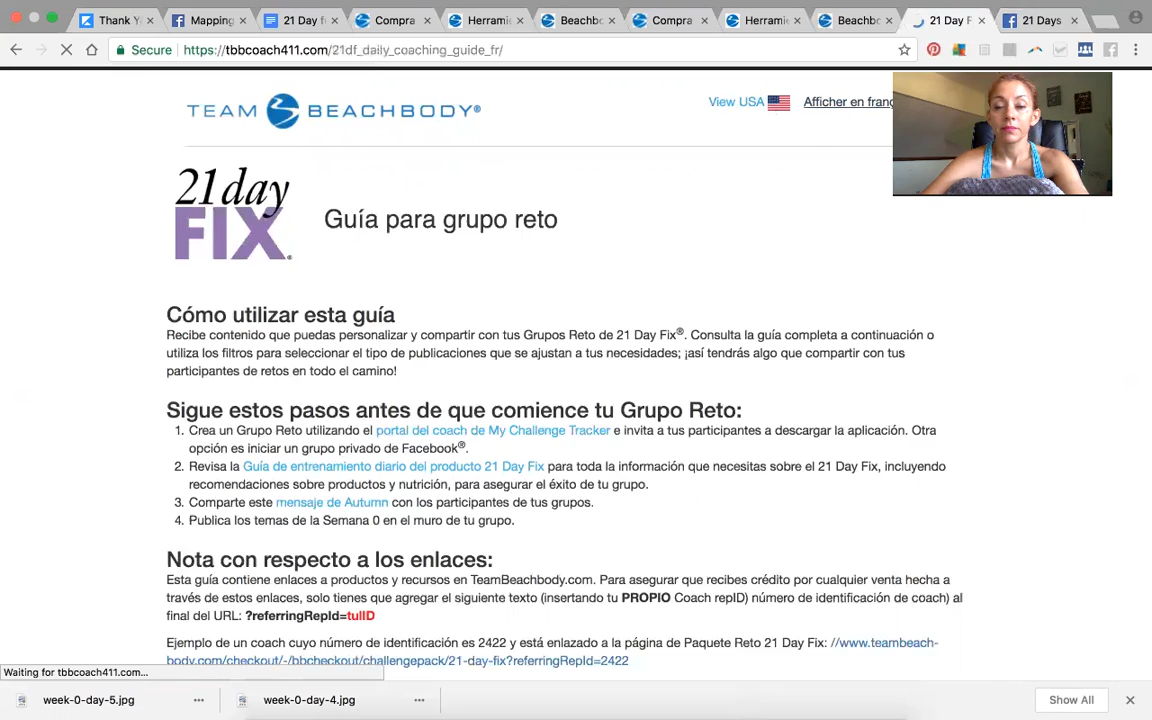 Thank Y
Mapping
21 Day f
Compra
Herramie
Beachbo
Compra
Herramie
Beachbo
21 Day F
21 Days
Secure
https://tbbcoach411.com/21df_daily_coaching_guide_fr/
TEAM BEACHBODY®
View USA
Afficher en franç
21 day
FIX®
Guía para grupo reto
Cómo utilizar esta guía
Recibe contenido que puedas personalizar y compartir con tus Grupos Reto de 21 Day Fix®. Consulta la guía completa a continuación o
utiliza los filtros para seleccionar el tipo de publicaciones que se ajustan a tus necesidades; ¡así tendrás algo que compartir con tus
participantes de retos en todo el camino!
Sigue estos pasos antes de que comience tu Grupo Reto:
1. Crea un Grupo Reto utilizando el portal del coach de My Challenge Tracker e invita a tus participantes a descargar la aplicación. Otra
opción es iniciar un grupo privado de Facebook®.
2. Revisa la Guía de entrenamiento diario del producto 21 Day Fix para toda la información que necesitas sobre el 21 Day Fix, incluyendo
recomendaciones sobre productos y nutrición, para asegurar el éxito de tu grupo.
3. Comparte este mensaje de Autumn con los participantes de tus grupos.
4. Publica los temas de la Semana 0 en el muro de tu grupo.
Nota con respecto a los enlaces:
Esta guía contiene enlaces a productos y recursos en TeamBeachbody.com. Para asegurar que recibes crédito por cualquier venta hecha a
través de estos enlaces, solo tienes que agregar el siguiente texto (insertando tu PROPIO Coach repID) número de identificación de coach) al
final del URL: ?referringRepId=tuIID
Ejemplo de un coach cuyo número de identificación es 2422 y está enlazado a la página de Paquete Reto 21 Day Fix: //www.teambeach-
body.com/checkout/-/bbcheckout/challengepack/21-day-fix?referringRepId=2422
Waiting for tbbcoach411.com...
week-0-day-5.jpg
week-0-day-4.jpg
Show All